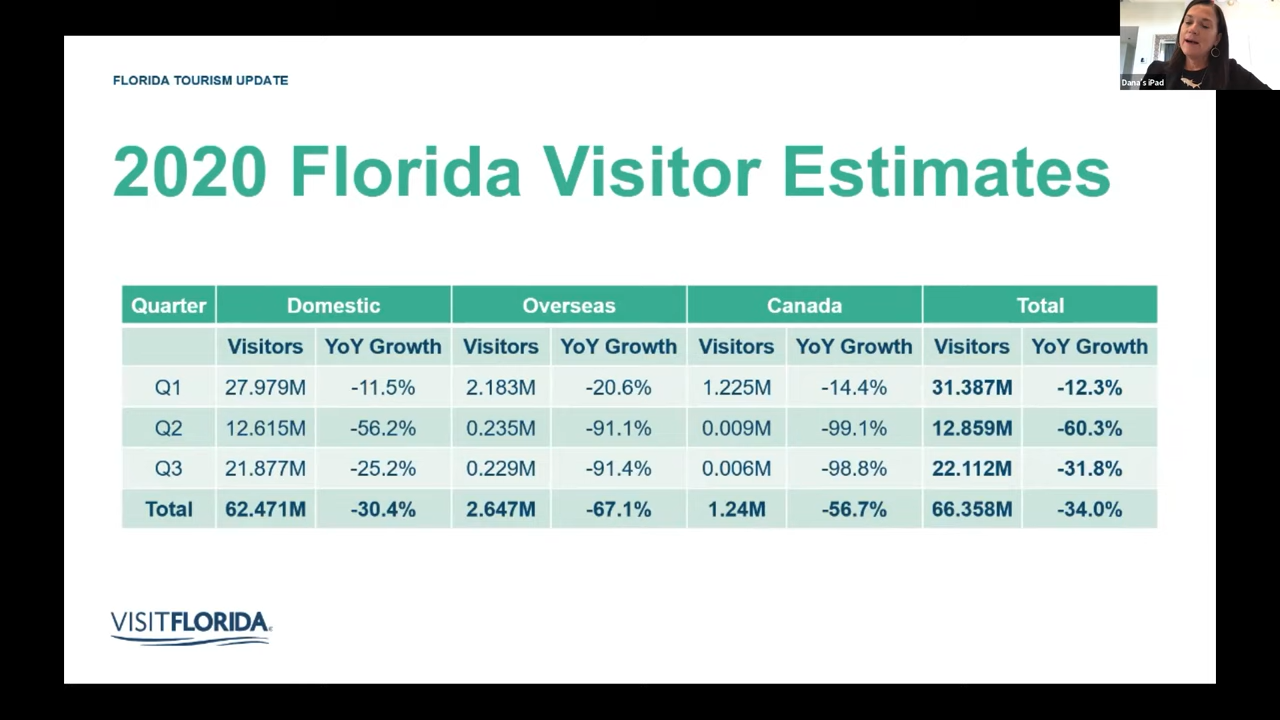 Dana's iPad
FLORIDA TOURISM UPDATE
2020 Florida Visitor Estimates
Quarter Domestic Overseas Canada Total
Visitors YoY Growth Visitors YoY Growth Visitors YoY Growth Visitors YoY Growth
Q1 27.979M -11.5% 2.183M -20.6% 1.225M -14.4% 31.387M -12.3%
Q2 12.615M -56.2% 0.235M -91.1% 0.009M -99.1% 12.859M -60.3%
Q3 21.877M -25.2% 0.229M -91.4% 0.006M -98.8% 22.112M -31.8%
Total 62.471M -30.4% 2.647M -67.1% 1.24M -56.7% 66.358M -34.0%
VISITFLORIDA